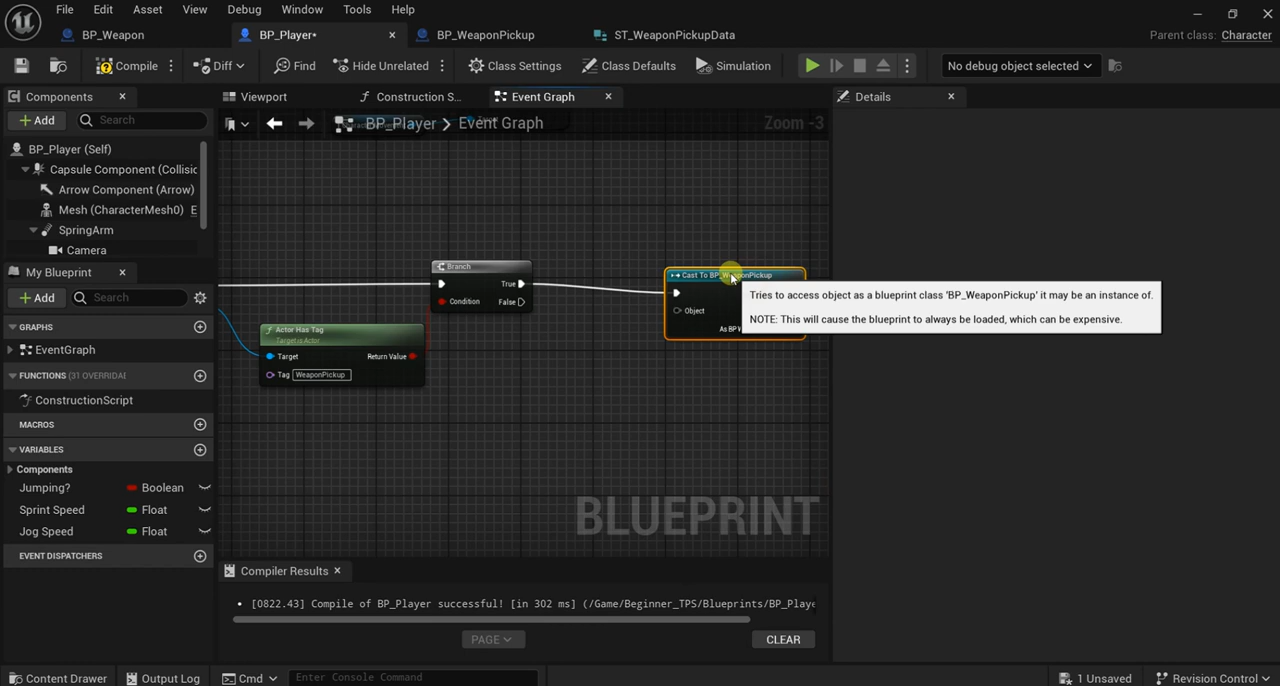 File Edit Asset View Debug Window Tools Help
BP_Weapon BP_Player* BP_WeaponPickup ST_WeaponPickupData Parent class: Character
Compile Diff Find Hide Unrelated Class Settings Class Defaults Simulation No debug object selected
Components Viewport Construction S... Event Graph Details
Add Search BP_Player Event Graph Zoom -3
BP_Player (Self)
Capsule Component (Collisic
Arrow Component (Arrow)
Mesh (CharacterMesh0) E
SpringArm
Camera
My Blueprint
Add Search
GRAPHS
EventGraph
FUNCTIONS (31 OVERRIDAI
ConstructionScript
MACROS
VARIABLES
Components
Jumping? Boolean
Sprint Speed Float
Jog Speed Float
EVENT DISPATCHERS
Branch
True
Condition False
Actor Has Tag
Target is Actor
Target Return Value
Tag WeaponPickup
Cast To BP_WeaponPickup
Object
As BP W
Tries to access object as a blueprint class 'BP_WeaponPickup' it may be an instance of.
NOTE: This will cause the blueprint to always be loaded, which can be expensive.
BLUEPRINT
Compiler Results
[0822.43] Compile of BP_Player successful! [in 302 ms] (/Game/Beginner_TPS/Blueprints/BP_Playe
PAGE CLEAR
Content Drawer Output Log Cmd Enter Console Command 1 Unsaved Revision Control